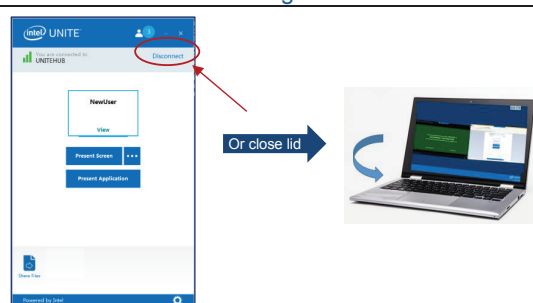 intel UNITE
3
You are connected to
UNITEHUB
Disconnect
NewUser
View
Present Screen
Present Application
Or close lid
Share Files
Powered by Intel